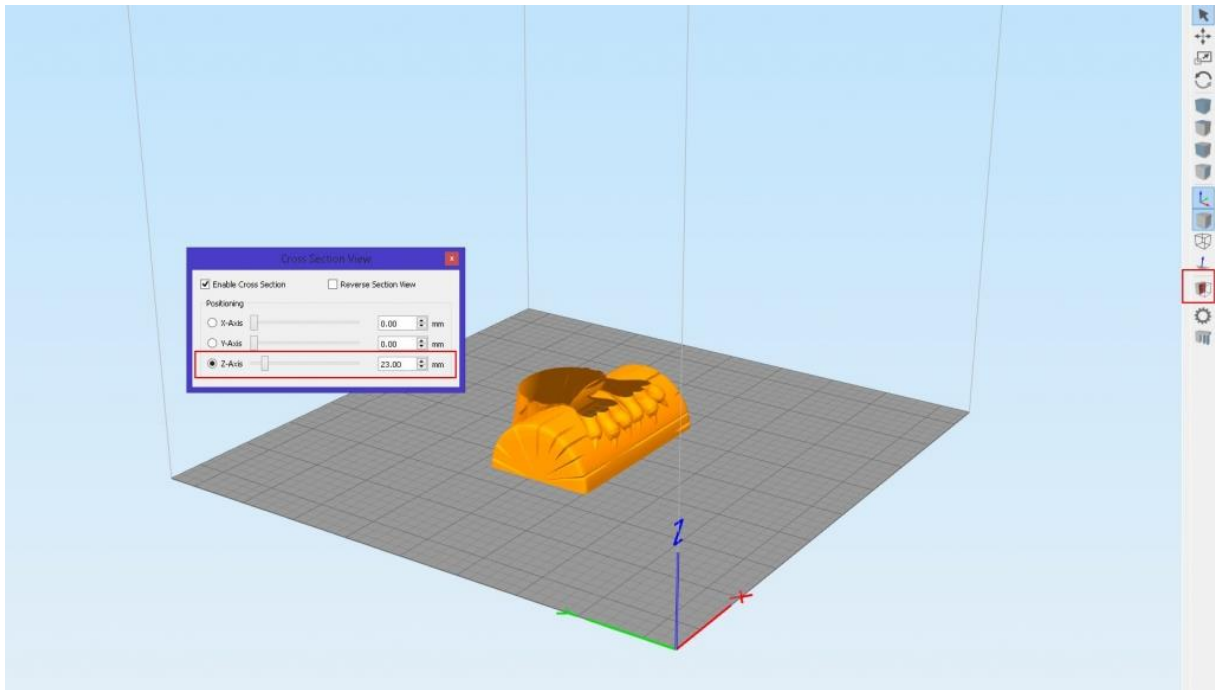 Cross Section View
Enable Cross Section Reverse Section View
Positioning
X-Axis 0.00 mm
Y-Axis 0.00 mm
Z-Axis 23.00 mm
Z
X